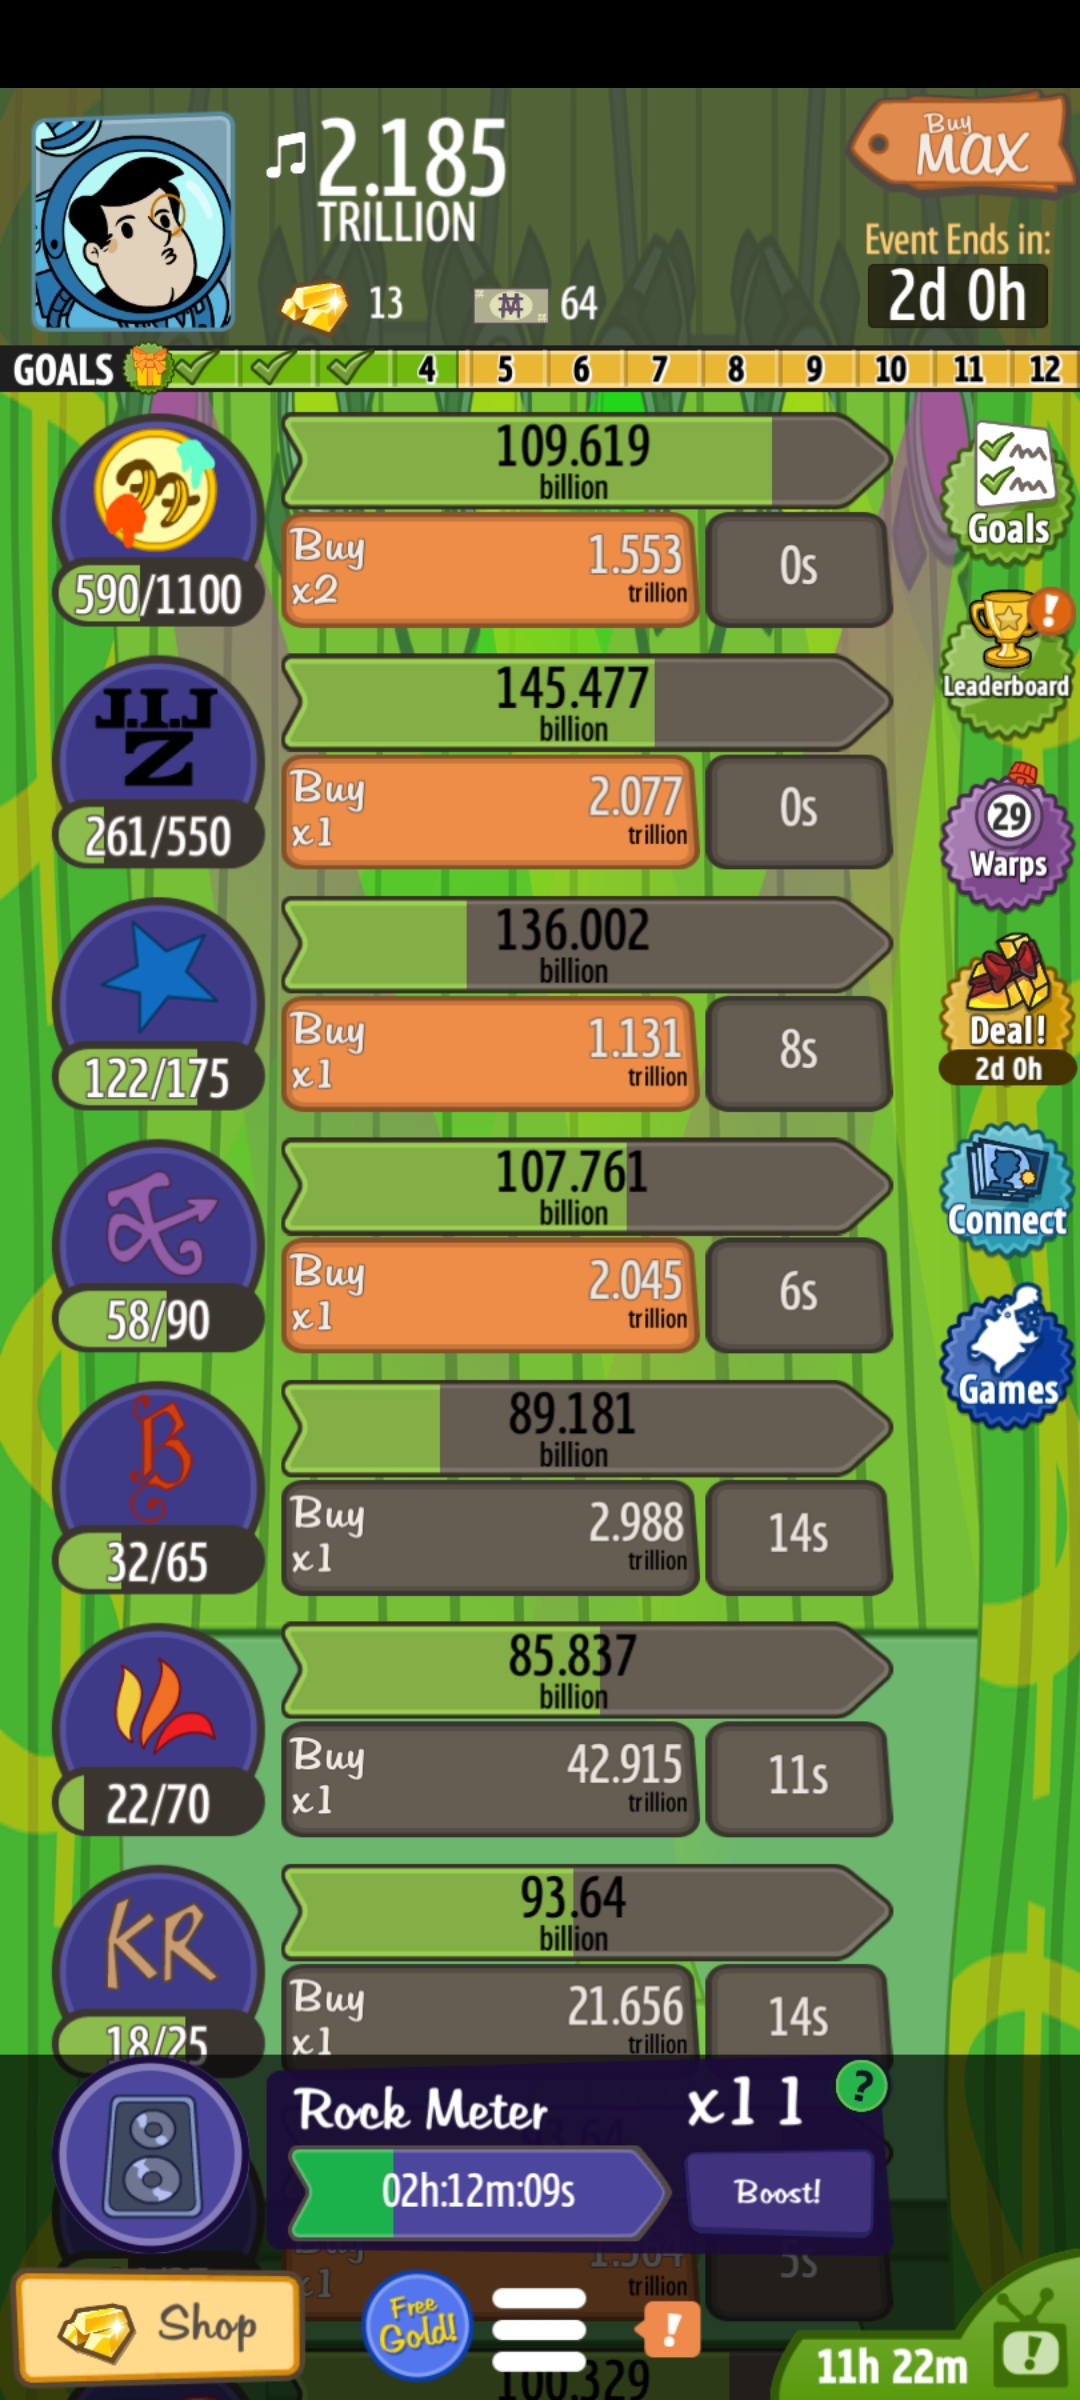 2.185
TRILLION
Buy
MAX
Event Ends in:
2d 0h
13
64
GOALS 4 5 6 7 8 9 10 11 12
109.619
billion
590/1100
Buy
x2
1.553
trillion
0s
Goals
Leaderboard
J.I.J
Z
145.477
billion
261/550
Buy
x1
2.077
trillion
0s
29
Warps
136.002
billion
122/175
Buy
x1
1.131
trillion
8s
Deal!
2d 0h
107.761
billion
58/90
Buy
x1
2.045
trillion
6s
Connect
Games
B
89.181
billion
32/65
Buy
x1
2.988
trillion
14s
85.837
billion
22/70
Buy
x1
42.915
trillion
11s
KR
93.64
billion
18/25
Buy
x1
21.656
trillion
14s
Rock Meter
x11
?
02h:12m:09s
Boost!
93.64
Buy
x1
trillion
5s
Shop
Free
Gold!
!
11h 22m
100.329